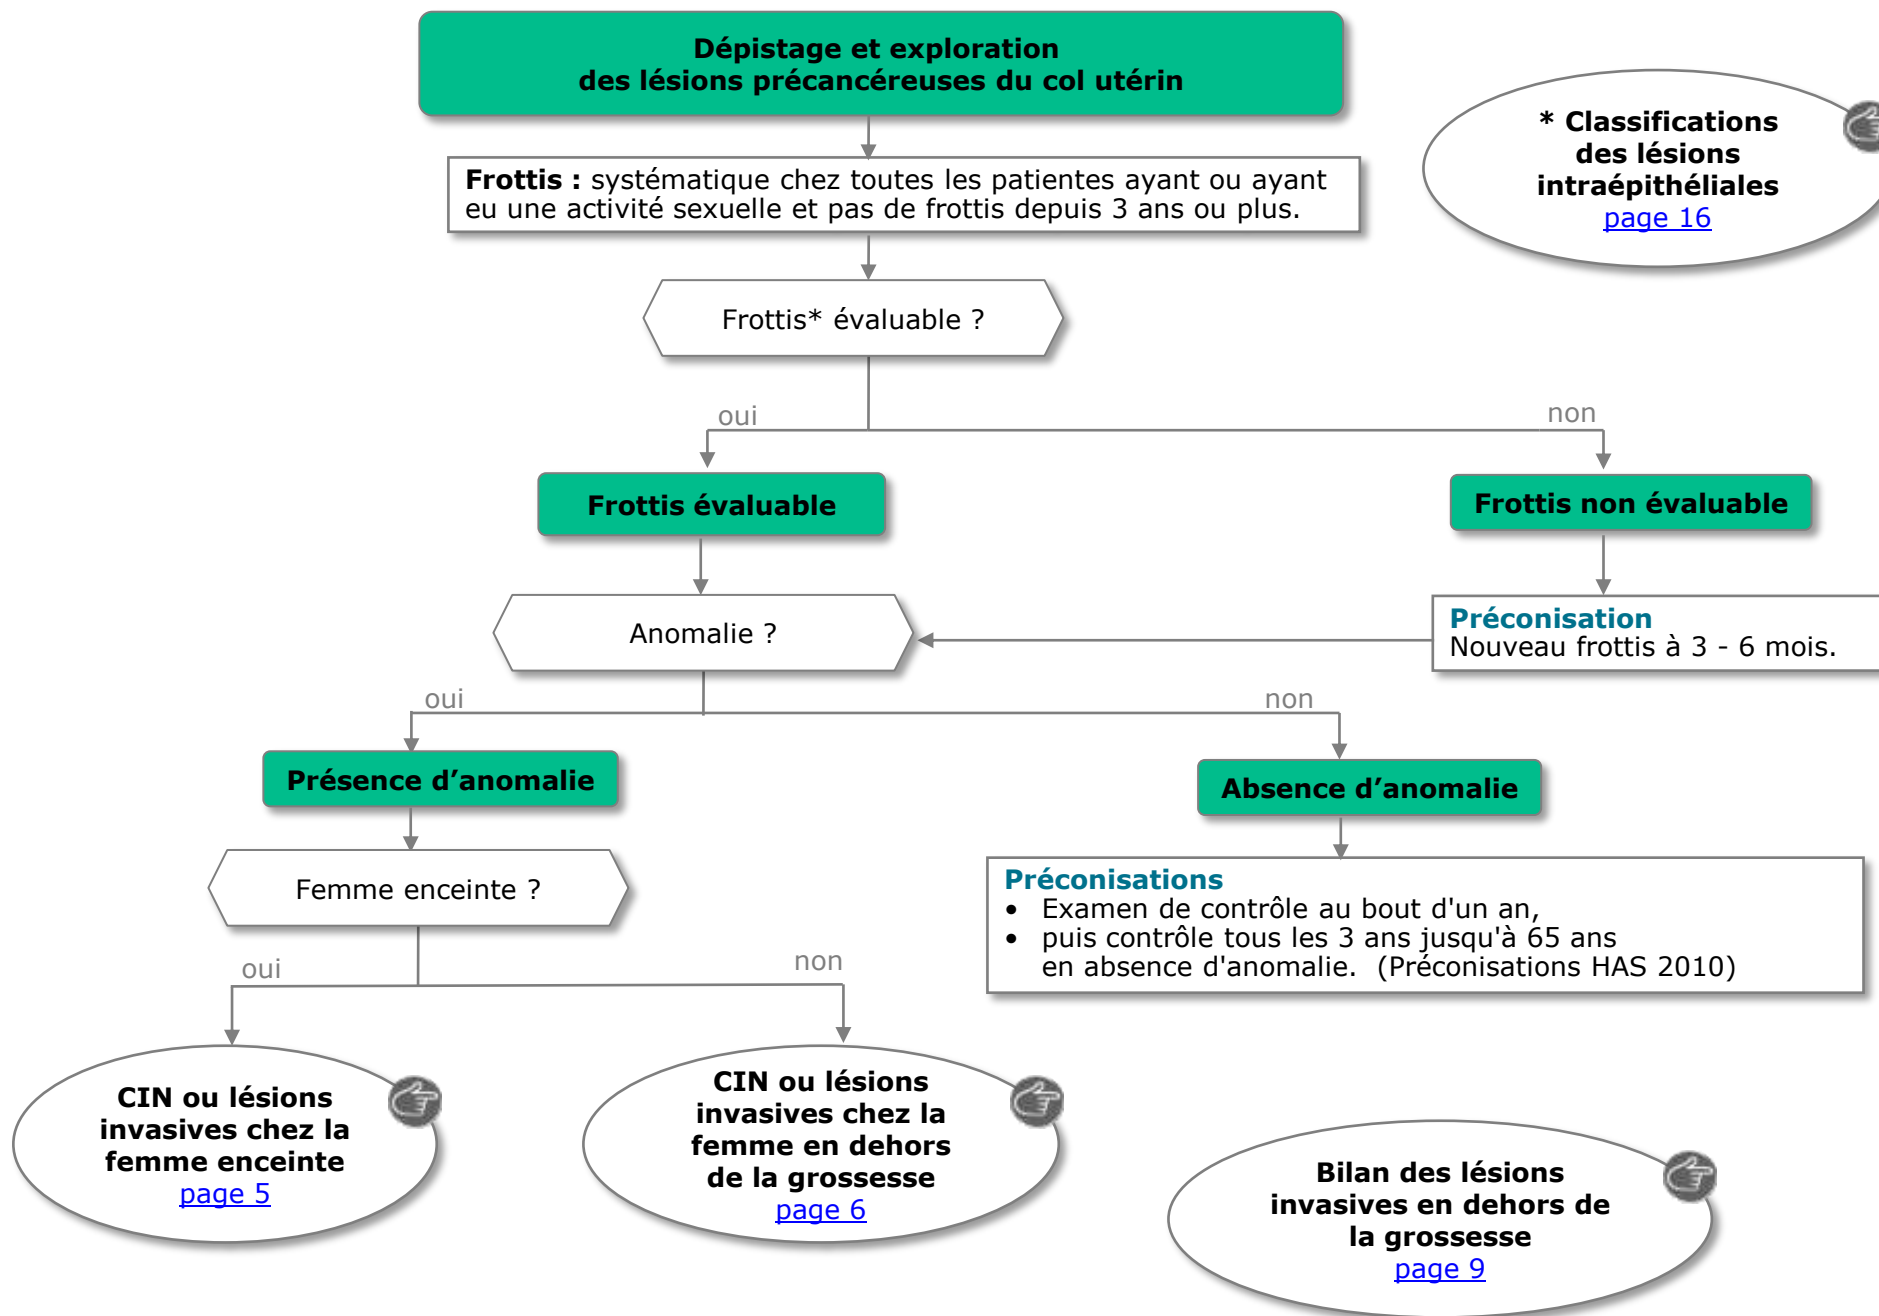 Dépistage et exploration
des lésions précancéreuses du col utérin
* Classifications
des lésions
intraépithéliales
page 16
Frottis : systématique chez toutes les patientes ayant ou ayant
eu une activité sexuelle et pas de frottis depuis 3 ans ou plus.
Frottis* évaluable ?
oui
non
Frottis évaluable
Frottis non évaluable
Anomalie ?
Préconisation
Nouveau frottis à 3 - 6 mois.
oui
non
Présence d’anomalie
Absence d’anomalie
Femme enceinte ?
Préconisations
• Examen de contrôle au bout d'un an,
• puis contrôle tous les 3 ans jusqu'à 65 ans
en absence d'anomalie. (Préconisations HAS 2010)
oui
non
CIN ou lésions
invasives chez la
femme enceinte
page 5
CIN ou lésions
invasives chez la
femme en dehors
de la grossesse
page 6
Bilan des lésions
invasives en dehors de
la grossesse
page 9